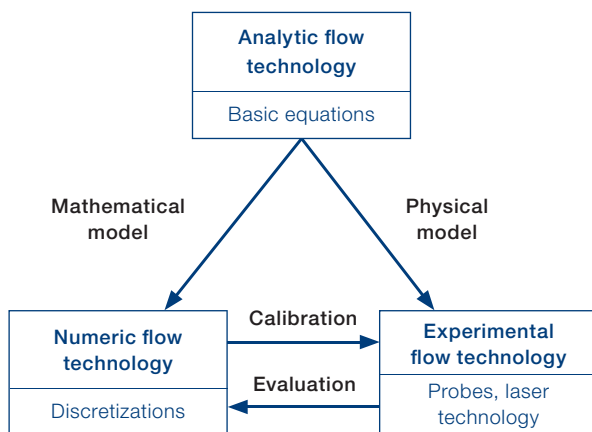 Analytic flow
technology
Basic equations
Mathematical
model
Physical
model
Numeric flow
technology
Discretizations
Calibration
Evaluation
Experimental
flow technology
Probes, laser
technology